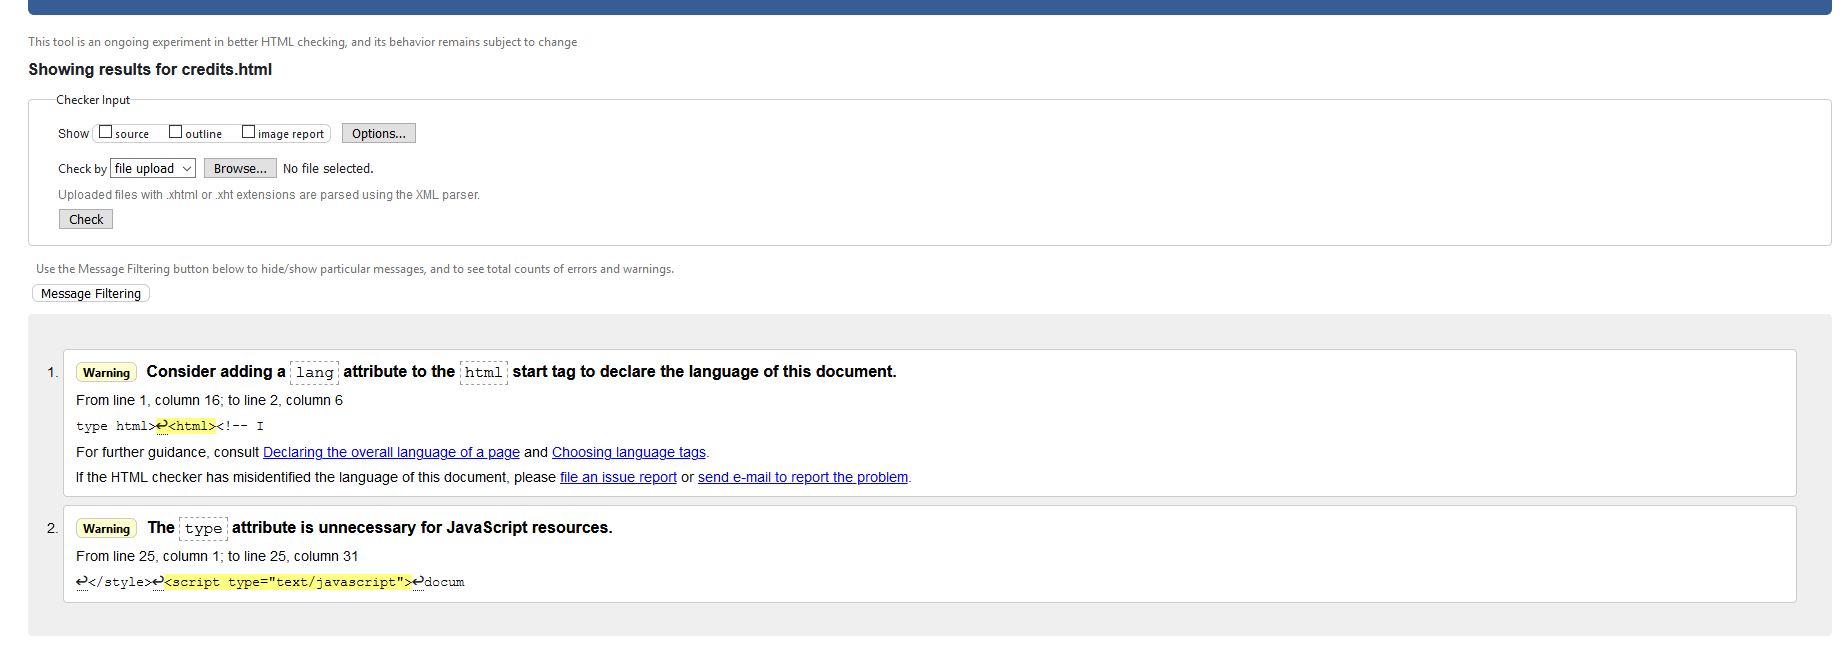 This tool is an ongoing experiment in better HTML checking, and its behavior remains subject to change
Showing results for credits.html
Checker Input
Show source outline image report Options...
Check by file upload Browse... No file selected.
Uploaded files with .xhtml or .xht extensions are parsed using the XML parser.
Check
Use the Message Filtering button below to hide/show particular messages, and to see total counts of errors and warnings.
Message Filtering
1. Warning Consider adding a lang attribute to the html start tag to declare the language of this document.
From line 1, column 16; to line 2, column 6
type html>↩<html><!-- I
For further guidance, consult Declaring the overall language of a page and Choosing language tags.
If the HTML checker has misidentified the language of this document, please file an issue report or send e-mail to report the problem.
2. Warning The type attribute is unnecessary for JavaScript resources.
From line 25, column 1; to line 25, column 31
↩</style>↩<script type="text/javascript">↩docum